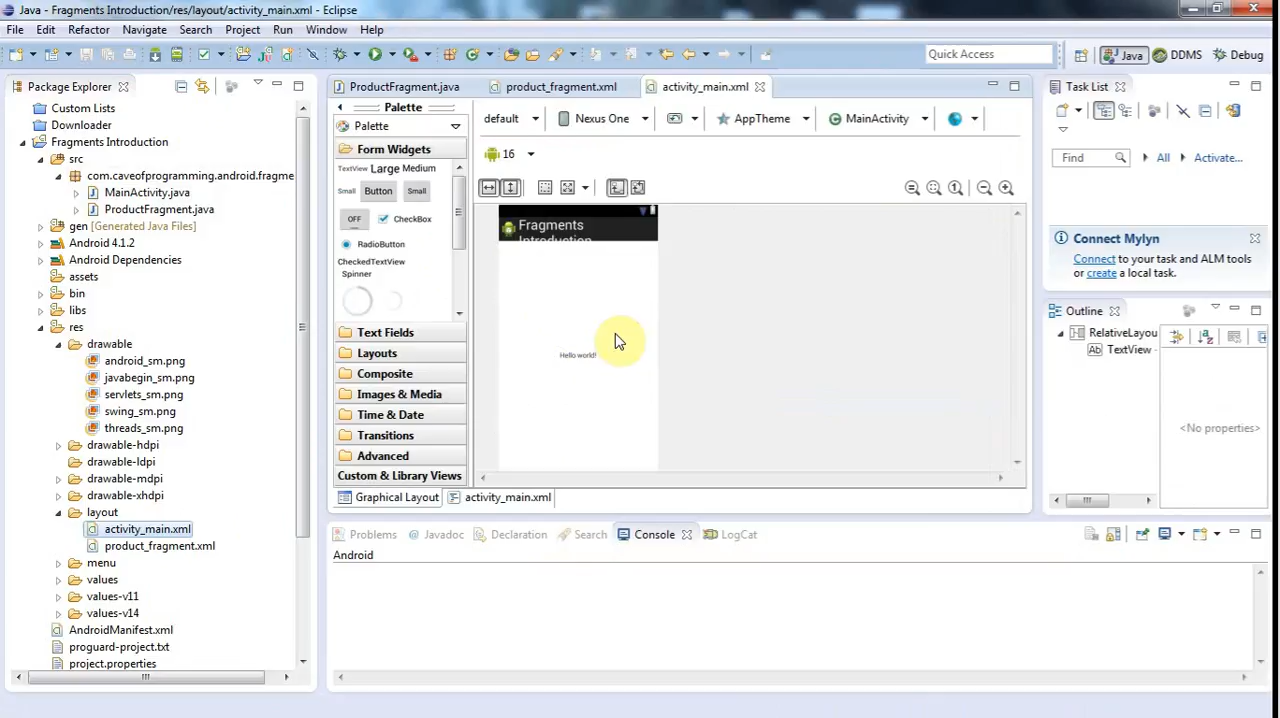 Java - Fragments Introduction/res/layout/activity_main.xml - Eclipse
File Edit Refactor Navigate Search Project Run Window Help
Quick Access
Java
DDMS
Debug
Package Explorer
Custom Lists
Downloader
Fragments Introduction
src
com.caveofprogramming.android.fragme
MainActivity.java
ProductFragment.java
gen [Generated Java Files]
Android 4.1.2
Android Dependencies
assets
bin
libs
res
drawable
android_sm.png
javabegin_sm.png
servlets_sm.png
swing_sm.png
threads_sm.png
drawable-hdpi
drawable-ldpi
drawable-mdpi
drawable-xhdpi
layout
activity_main.xml
product_fragment.xml
menu
values
values-v11
values-v14
AndroidManifest.xml
proguard-project.txt
project.properties
ProductFragment.java
product_fragment.xml
activity_main.xml
Palette
Palette
Form Widgets
TextView Large Medium
Small Button Small
OFF CheckBox
RadioButton
CheckedTextView
Spinner
Text Fields
Layouts
Composite
Images & Media
Time & Date
Transitions
Advanced
Custom & Library Views
default
Nexus One
AppTheme
MainActivity
16
Fragments
Introduction
Hello world!
Graphical Layout
activity_main.xml
Task List
Find
All
Activate...
Connect Mylyn
Connect to your task and ALM tools
or create a local task.
Outline
RelativeLayou
Ab TextView -
<No properties>
Problems
@ Javadoc
Declaration
Search
Console
LogCat
Android